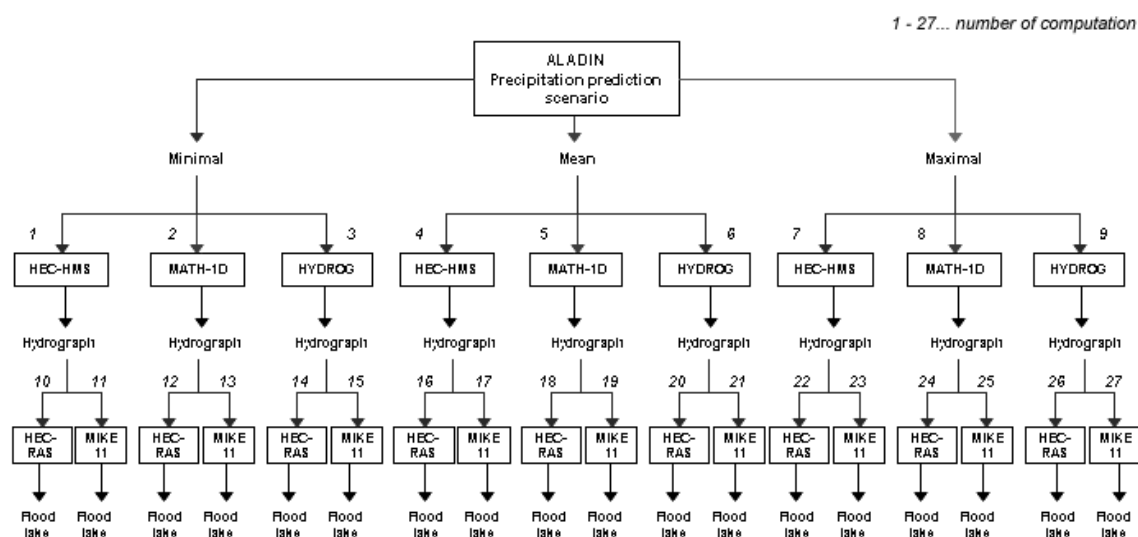 1 - 27... number of computation
ALADIN
Precipitation prediction
scenario
Minimal
Mean
Maximal
1
2
3
4
5
6
7
8
9
HEC-HMS
MATH-1D
HYDROG
HEC-HMS
MATH-1D
HYDROG
HEC-HMS
MATH-1D
HYDROG
Hydrograph
Hydrograph
Hydrograph
Hydrograph
Hydrograph
Hydrograph
Hydrograph
Hydrograph
Hydrograph
10
11
12
13
14
15
16
17
18
19
20
21
22
23
24
25
26
27
HEC-
RAS
MIKE
11
HEC-
RAS
MIKE
11
HEC-
RAS
MIKE
11
HEC-
RAS
MIKE
11
HEC-
RAS
MIKE
11
HEC-
RAS
MIKE
11
HEC-
RAS
MIKE
11
HEC-
RAS
MIKE
11
HEC-
RAS
MIKE
11
Flood
lake
Flood
lake
Flood
lake
Flood
lake
Flood
lake
Flood
lake
Flood
lake
Flood
lake
Flood
lake
Flood
lake
Flood
lake
Flood
lake
Flood
lake
Flood
lake
Flood
lake
Flood
lake
Flood
lake
Flood
lake